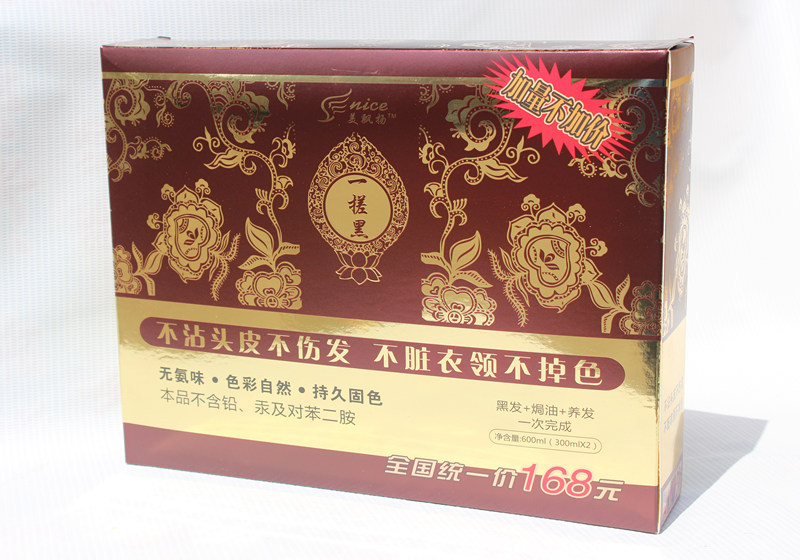 加量不加价
Enice
美飘扬™
一搓黑
不沾头皮不伤发 不脏衣领不掉色
无氨味 • 色彩自然 • 持久固色
本品不含铅、汞及对苯二胺
黑发+焗油+养发
一次完成
净含量:600ml（300mlX2）
全国统一价168元